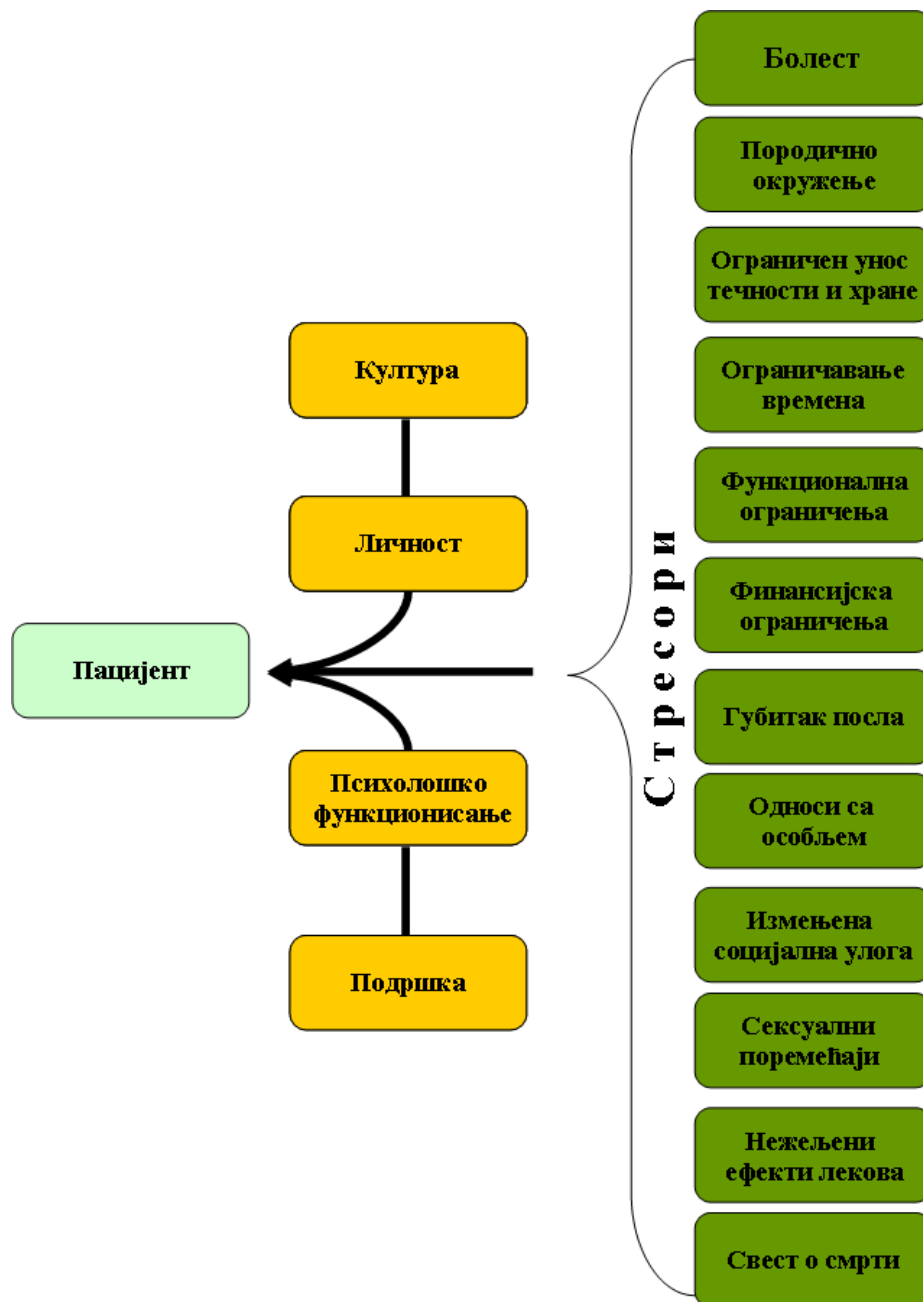 Пацијент
Култура
Личност
Психолошко
функционисање
Подршка
Стресори
Болест
Породично
окружење
Ограничен унос
течности и хране
Ограничавање
времена
Функционална
ограничења
Финансијска
ограничења
Губитак посла
Односи са
особљем
Измењена
социјална улога
Сексуални
поремећаји
Нежељени
ефекти лекова
Свест о смрти